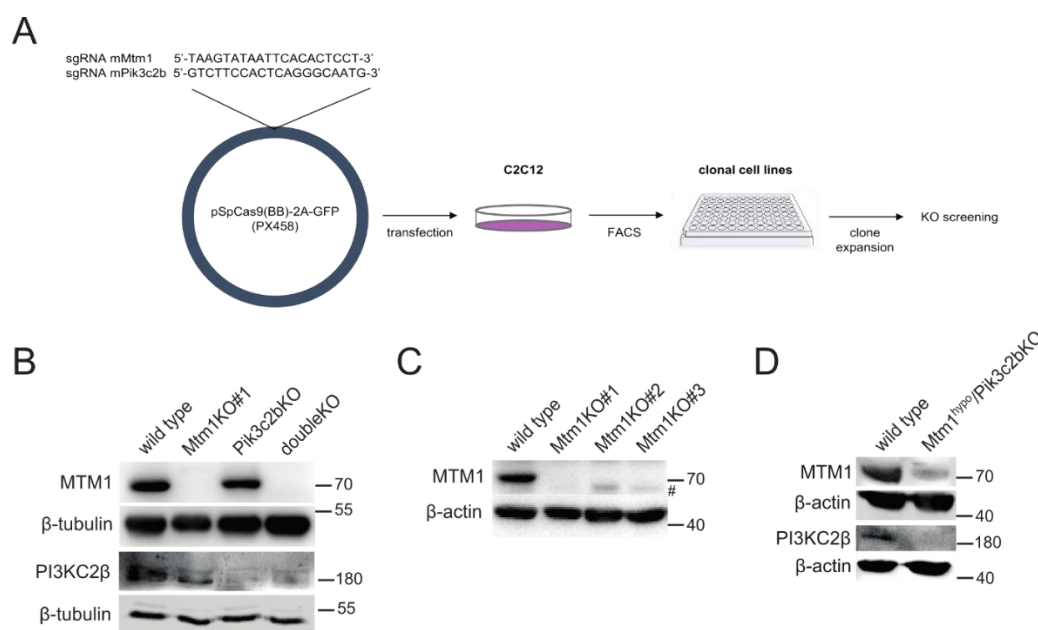 A
sgRNA mMtm1 5'-TAAGTATAATTCACACTCCT-3'
sgRNA mPik3c2b 5'-GTCTTCCACTCAGGGCAATG-3'
pSpCas9(BB)-2A-GFP
(PX458)
transfection
C2C12
FACS
clonal cell lines
clone
expansion
KO screening
B
wild type
Mtm1KO#1
Pik3c2bKO
doubleKO
MTM1
70
55
β-tubulin
PI3KC2β
180
55
β-tubulin
C
wild type
Mtm1KO#1
Mtm1KO#2
Mtm1KO#3
MTM1
70
#
β-actin
40
D
wild type
Mtm1hypo/Pik3c2bKO
MTM1
70
β-actin
40
PI3KC2β
180
β-actin
40